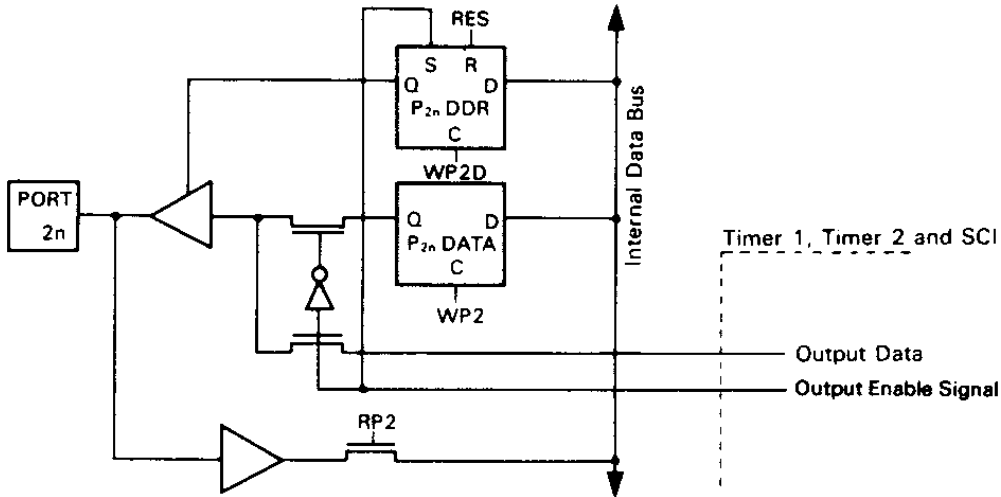 RES
S R
Q D
P2n DDR
C
WP2D
PORT
2n
Q D
P2n DATA
C
WP2
Internal Data Bus
Timer 1, Timer 2 and SCI
Output Data
Output Enable Signal
RP2